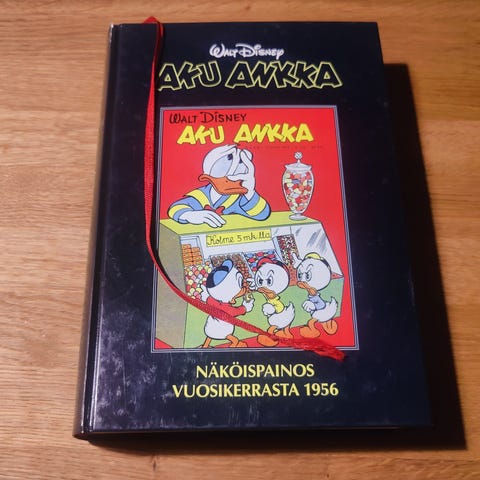 WALT DISNEY
AKU ANKKA
WALT DISNEY
AKU ANKKA
Kolme 5 mk:lla
NÄKÖISPAINOS
VUOSIKERRASTA 1956